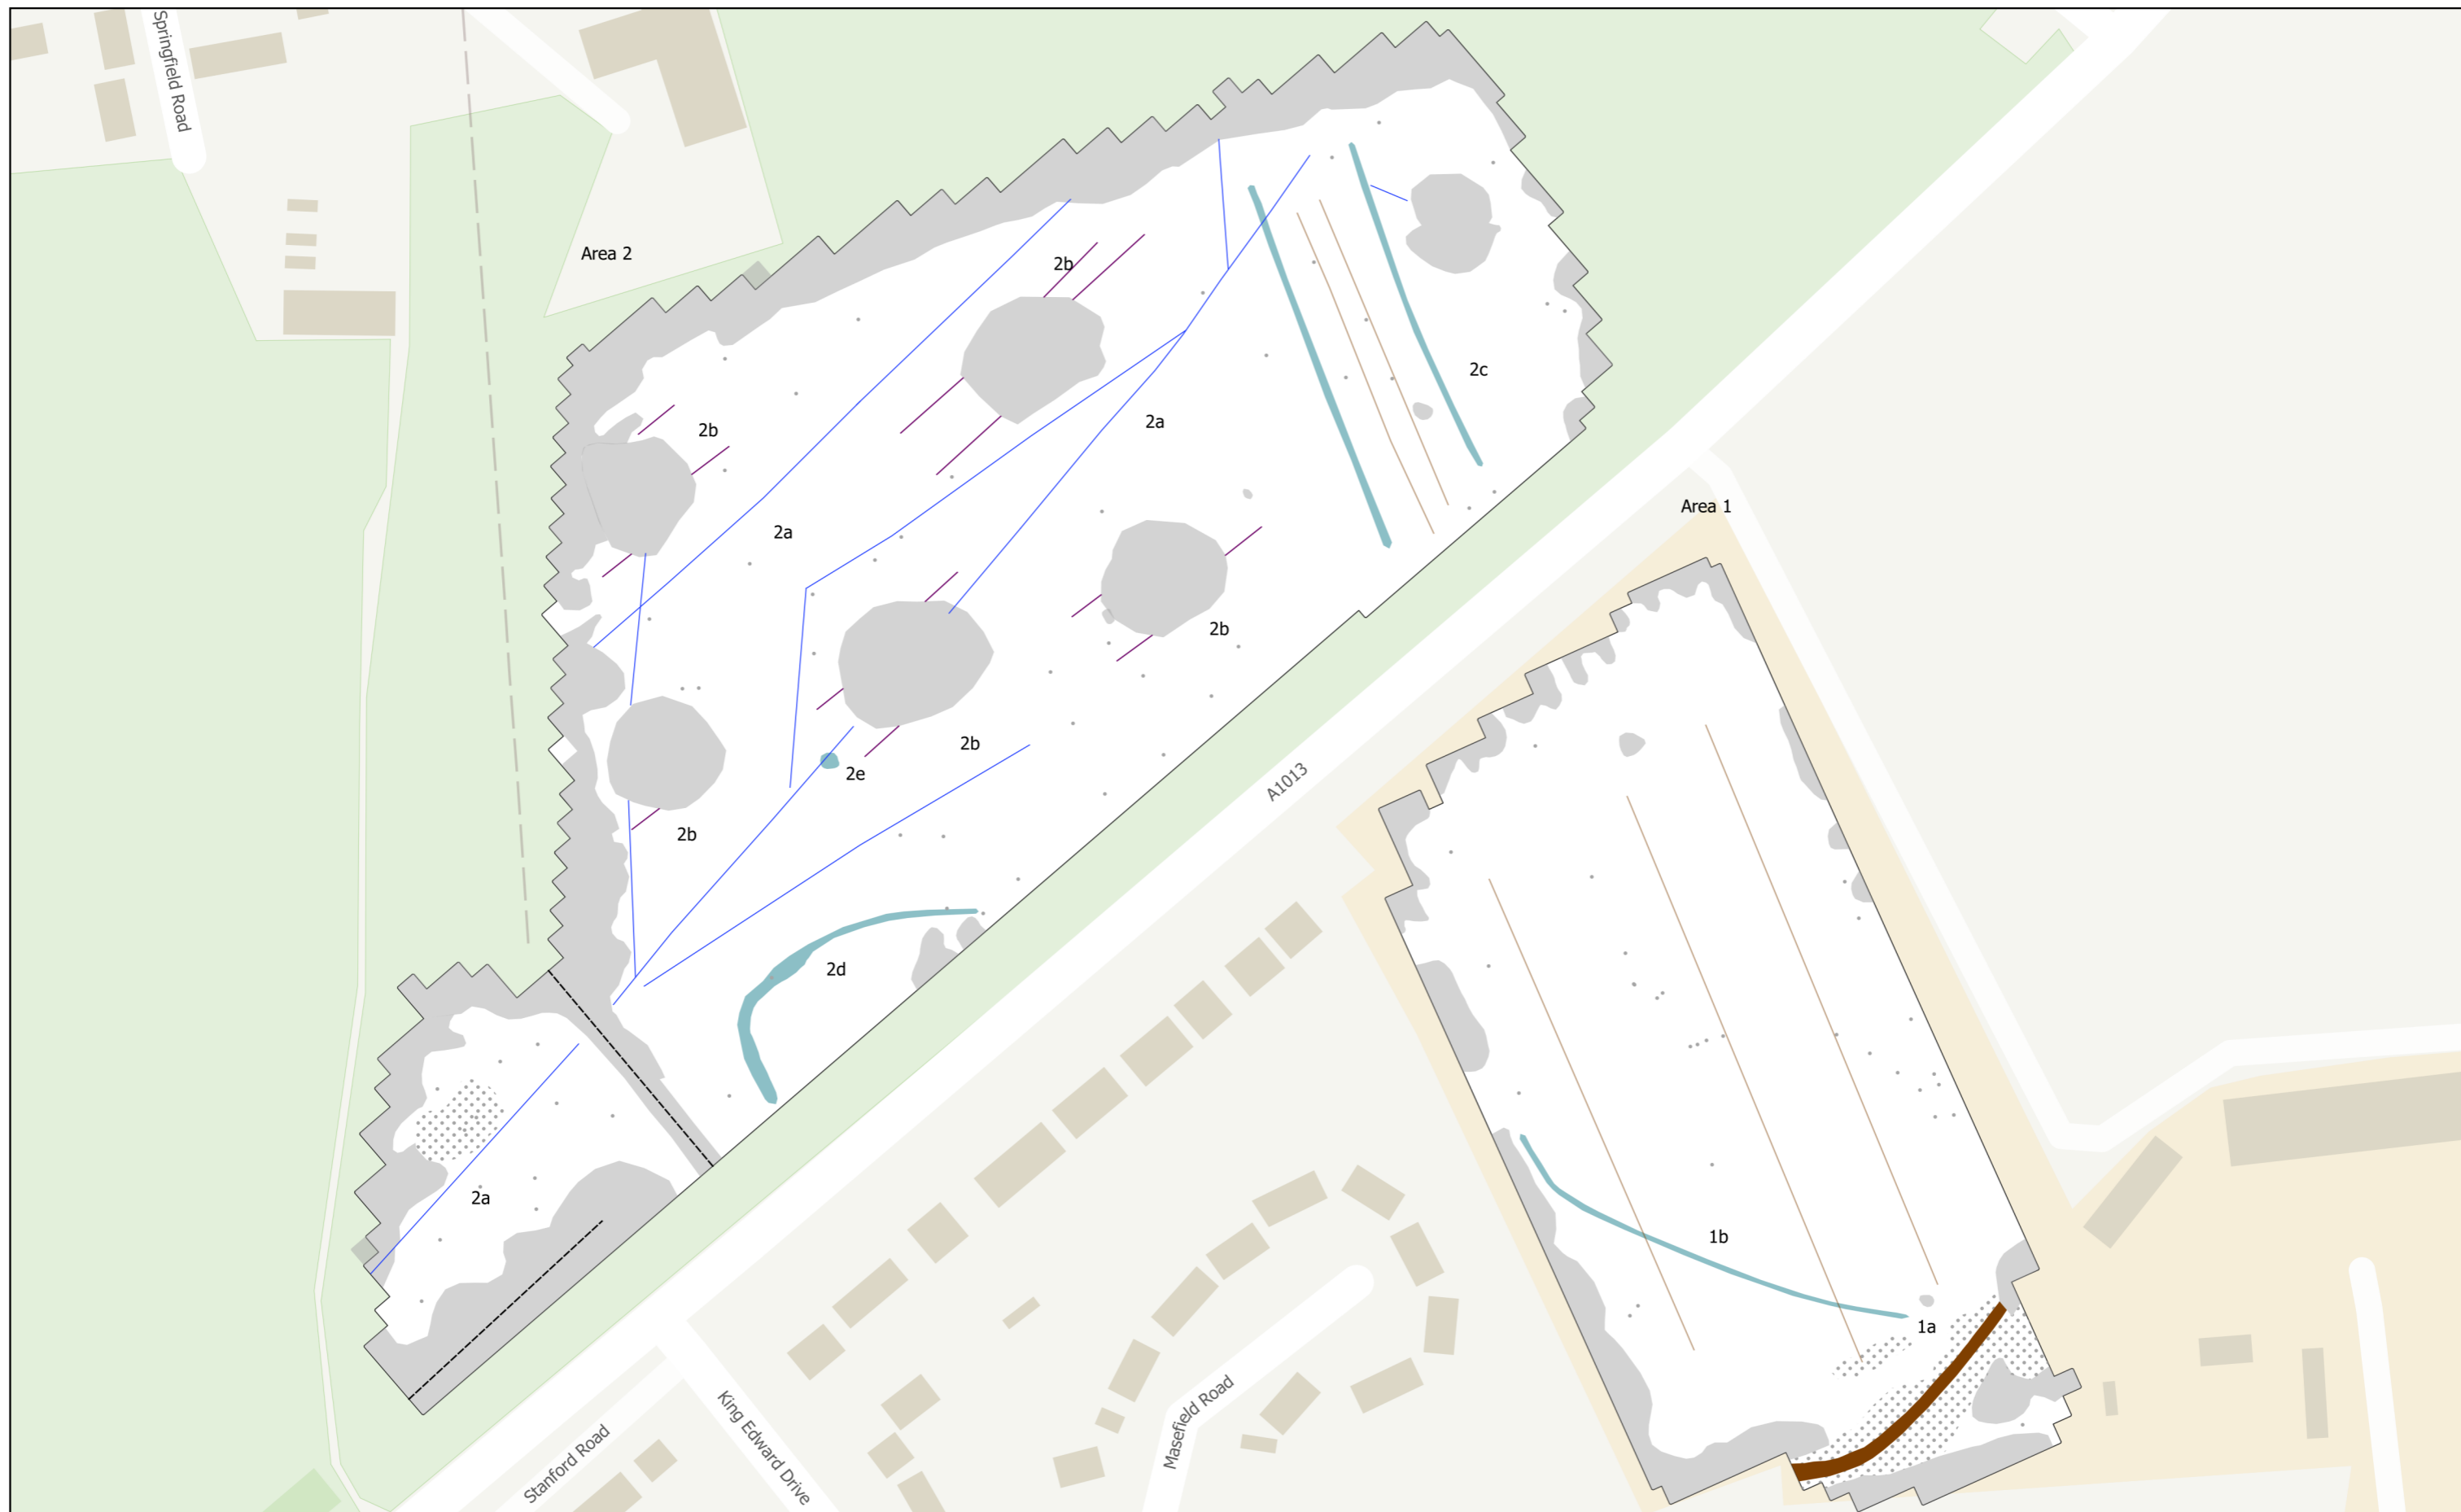 Springfield Road
Area 2
2b
2c
2a
2b
Area 1
2a
2b
2b
2e
A1013
2b
2d
2a
1b
1a
Masefield Road
King Edward Drive
Stanford Road